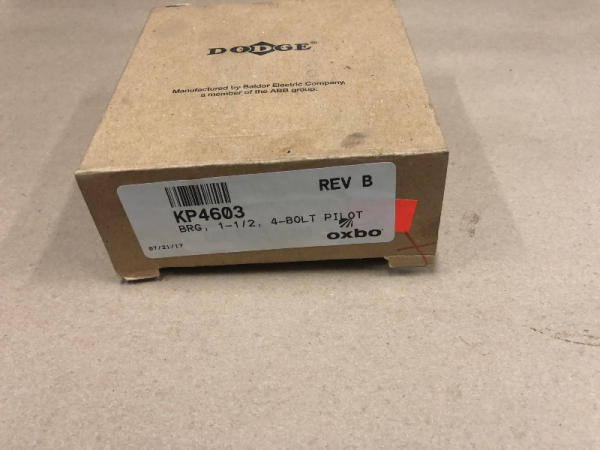 DODGE®
Manufactured by Baldor Electric Company,
a member of the ABB group.
REV B
KP4603
BRG, 1-1/2, 4-BOLT PILOT
oxbo
07/21/17